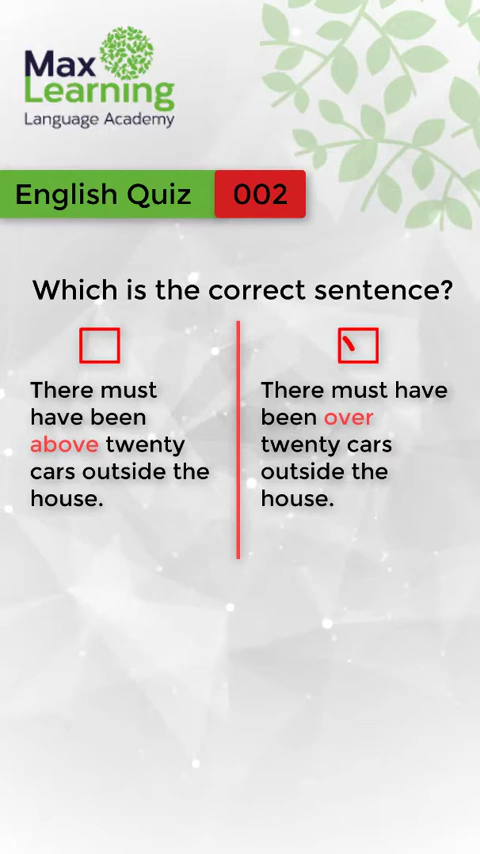 Max
Learning
Language Academy
English Quiz 002
Which is the correct sentence?
There must
have been
above twenty
cars outside the
house.
There must have
been over
twenty cars
outside the
house.